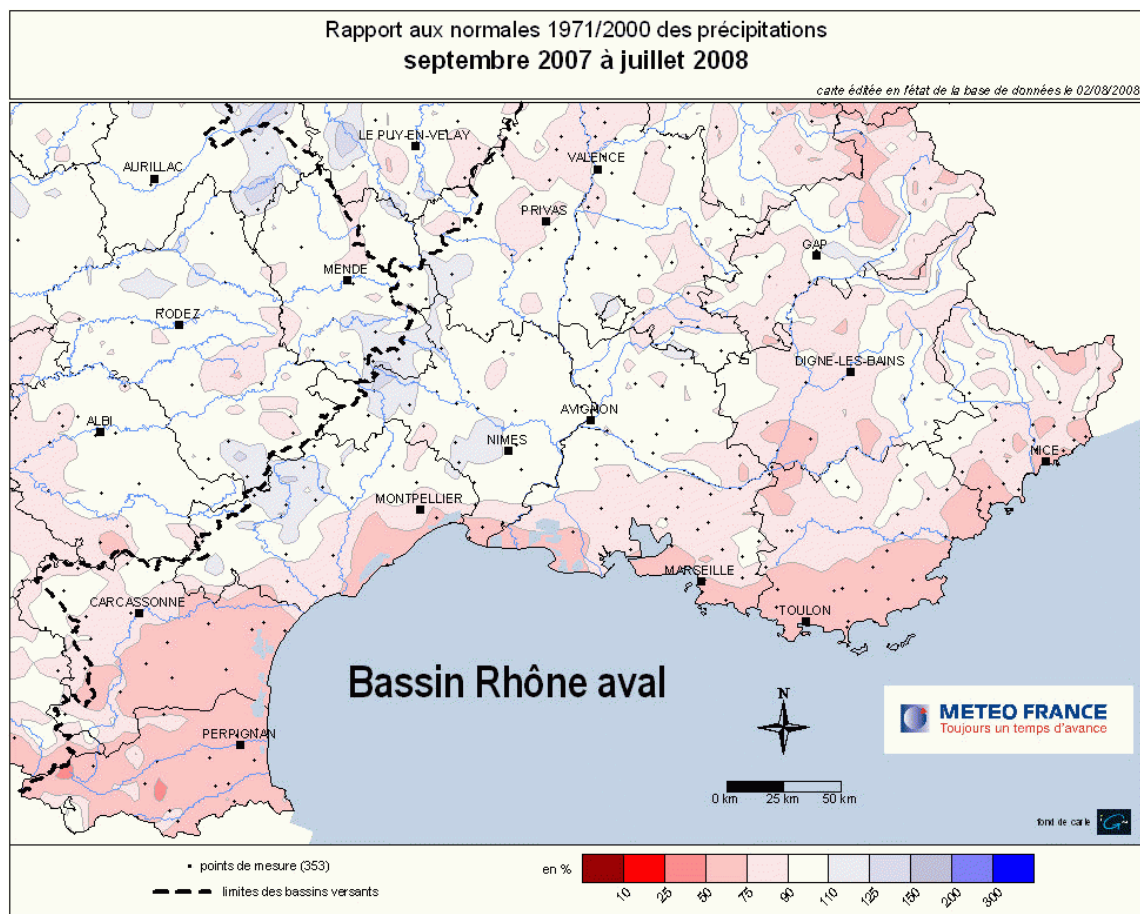 Rapport aux normales 1971/2000 des précipitations
septembre 2007 à juillet 2008
carte éditée en l'état de la base de données le 02/08/2008
LE PUY-EN-VELAY
AURILLAC
VALENCE
PRIVAS
GAP
MENDE
RODEZ
DIGNE-LES-BAINS
ALBI
AVIGNON
NIMES
NICE
MONTPELLIER
MARSEILLE
CARCASSONNE
TOULON
Bassin Rhône aval
N
METEO FRANCE
Toujours un temps d'avance
PERPIGNAN
0 km 25 km 50 km
fond de carte
points de mesure (353)
limites des bassins versants
en %
10 25 50 75 90 110 125 150 200 300